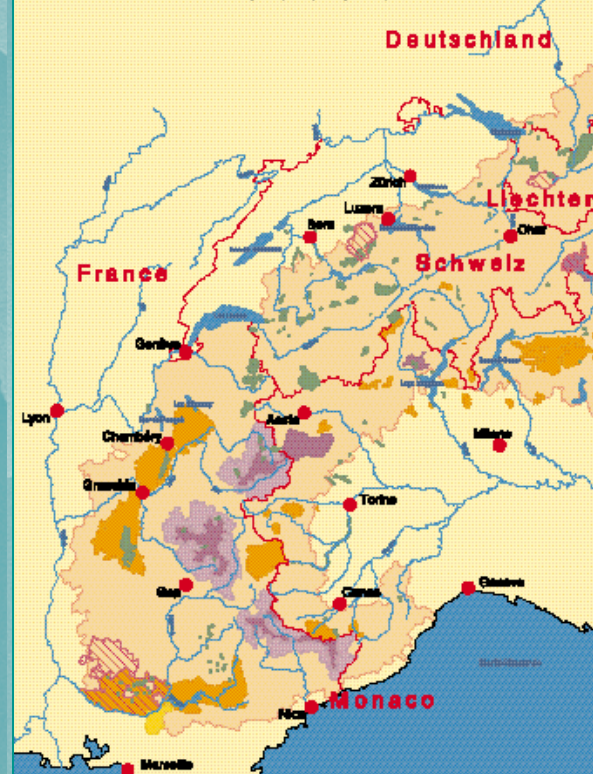 Deutschland
Zürich
Liechten
Luzern
Bern
Chur
Schweiz
France
Genève
Lyon
Aosta
Chambéry
Milano
Grenoble
Torino
Gap
Cuneo
Genova
Monaco
Nice
Marseille